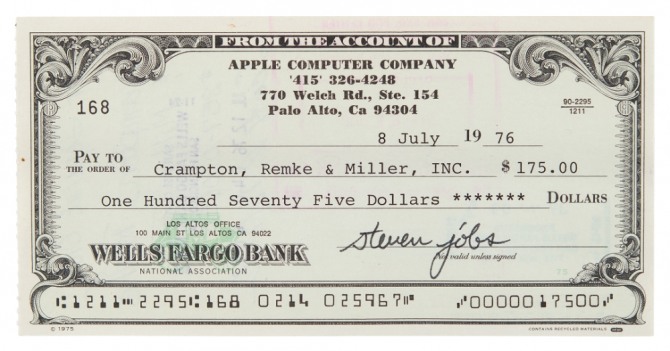 FROM THE ACCOUNT OF
APPLE COMPUTER COMPANY
'415' 326-4248
770 Welch Rd., Ste. 154
Palo Alto, Ca 94304
168
90-2295
1211
8 July 19 76
PAY TO THE ORDER OF Crampton, Remke & Miller, INC. $ 175.00
One Hundred Seventy Five Dollars ******* DOLLARS
LOS ALTOS OFFICE
100 MAIN ST LOS ALTOS CA 94022
WELLS FARGO BANK
NATIONAL ASSOCIATION
steven jobs
Not valid unless signed
⑆1211⑉2295⑆168 0214 025967⑈ ⑇0000017500⑇
© 1975
CONTAINS RECYCLED MATERIALS